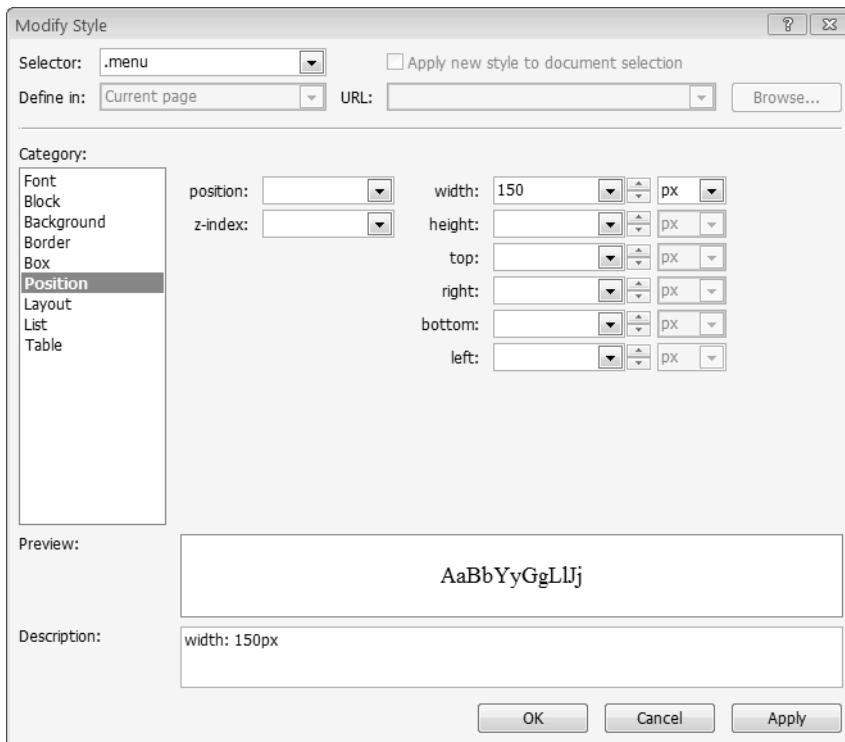 Modify Style
Selector: .menu Apply new style to document selection
Define in: Current page URL: Browse...
Category:
Font
Block
Background
Border
Box
Position
Layout
List
Table
position: width: 150 px
z-index: height: px
top: px
right: px
bottom: px
left: px
Preview:
AaBbYyGgLlJj
Description: width: 150px
OK Cancel Apply